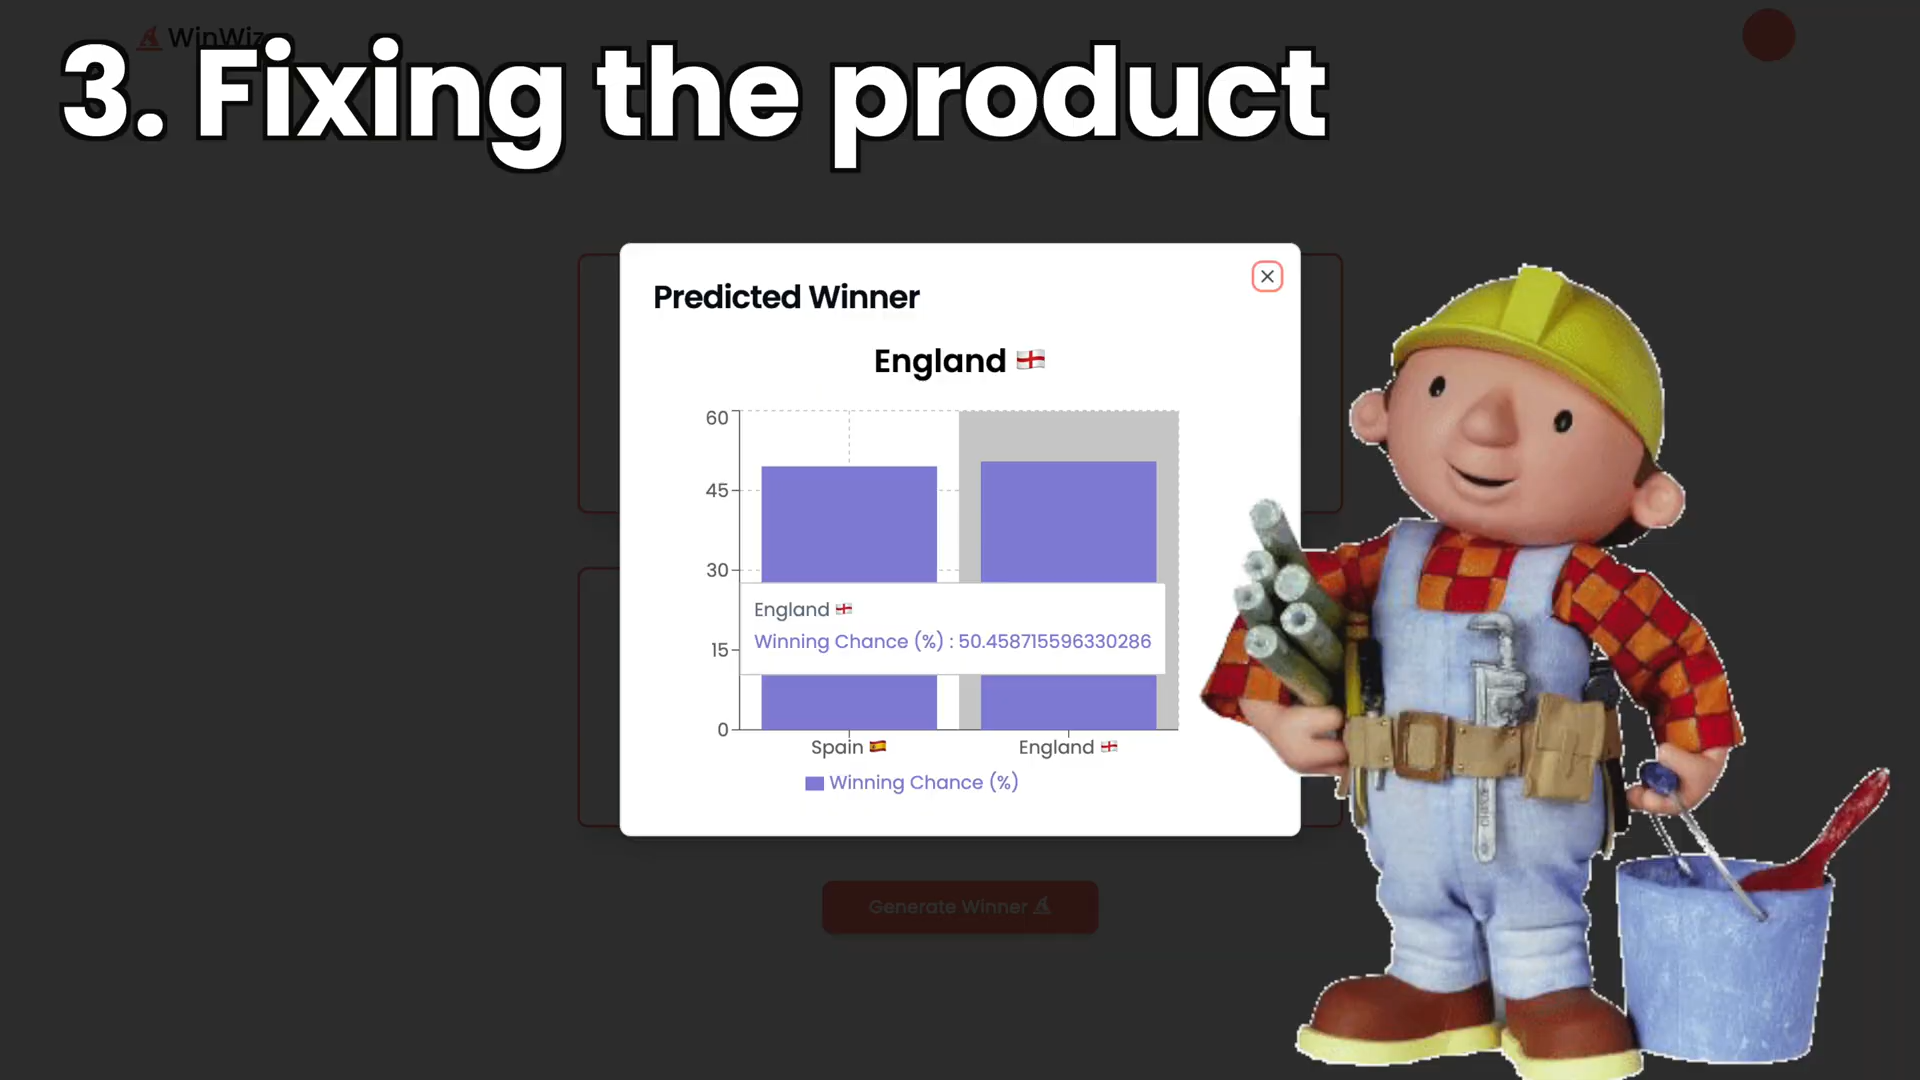 WinWiz
3. Fixing the product
Predicted Winner
England 🏴󠁧󠁢󠁥󠁮󠁧󠁿
60
45
30
15
0
England 🏴󠁧󠁢󠁥󠁮󠁧󠁿
Winning Chance (%) : 50.458715596330286
Spain 🇪🇸
England 🏴󠁧󠁢󠁥󠁮󠁧󠁿
Winning Chance (%)
Generate Winner